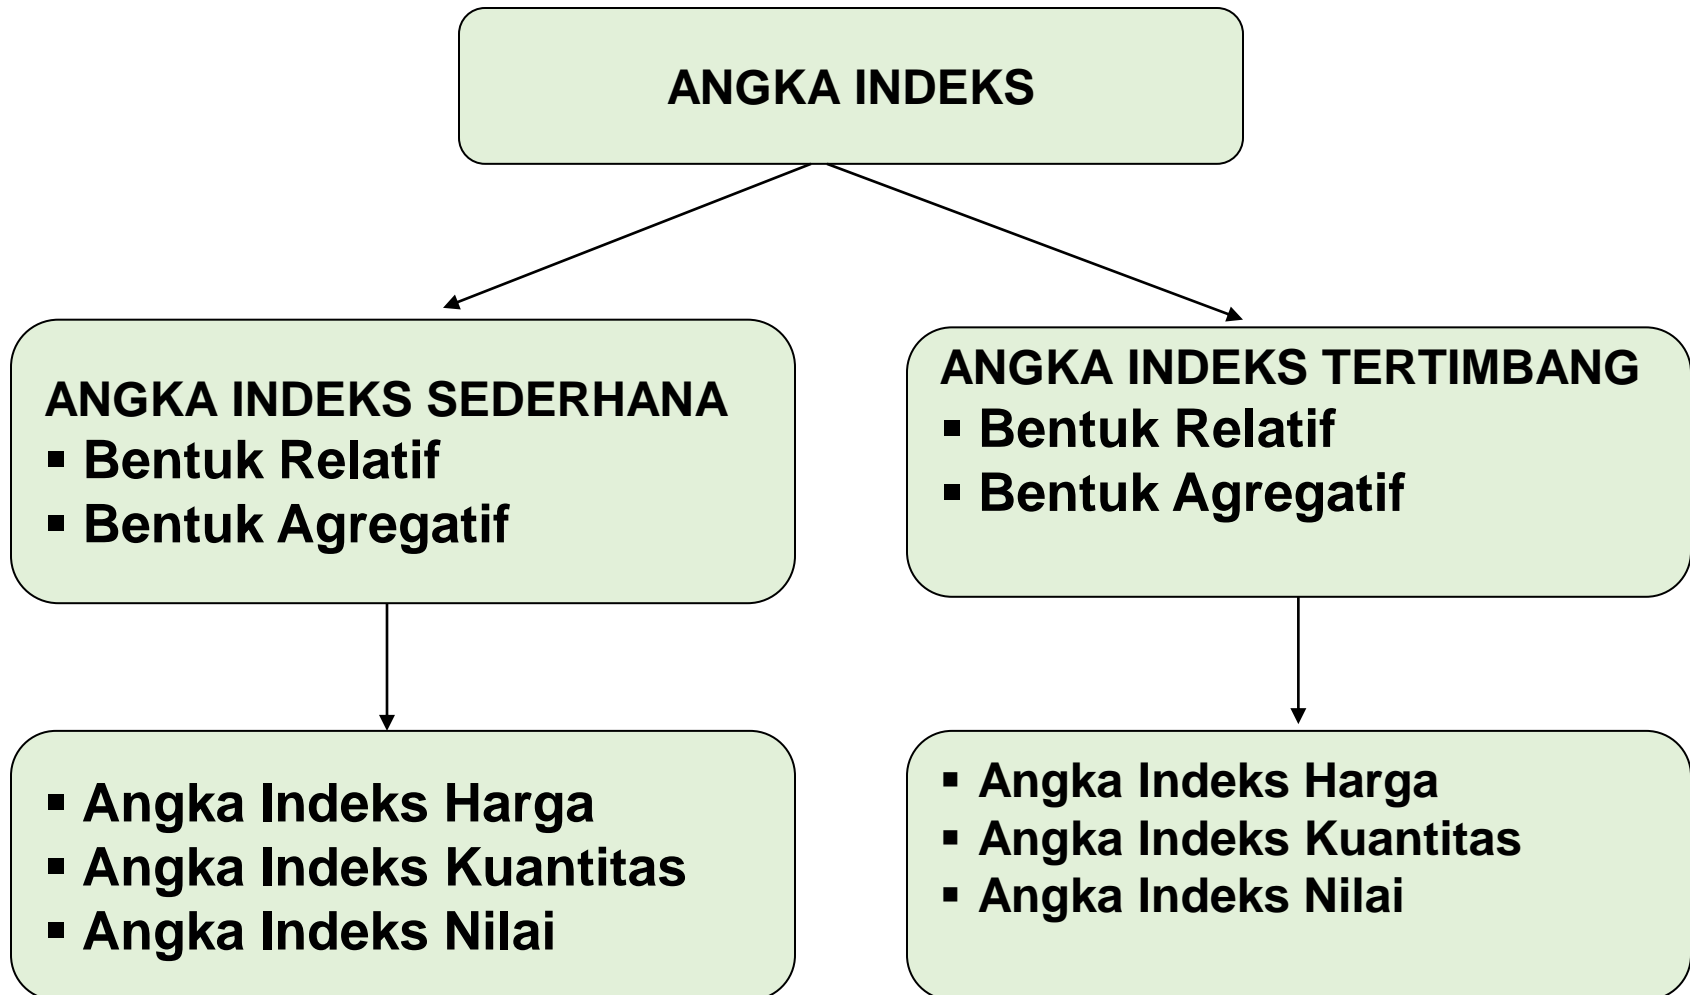 ANGKA INDEKS
ANGKA INDEKS SEDERHANA
▪ Bentuk Relatif
▪ Bentuk Agregatif
ANGKA INDEKS TERTIMBANG
▪ Bentuk Relatif
▪ Bentuk Agregatif
▪ Angka Indeks Harga
▪ Angka Indeks Kuantitas
▪ Angka Indeks Nilai
▪ Angka Indeks Harga
▪ Angka Indeks Kuantitas
▪ Angka Indeks Nilai